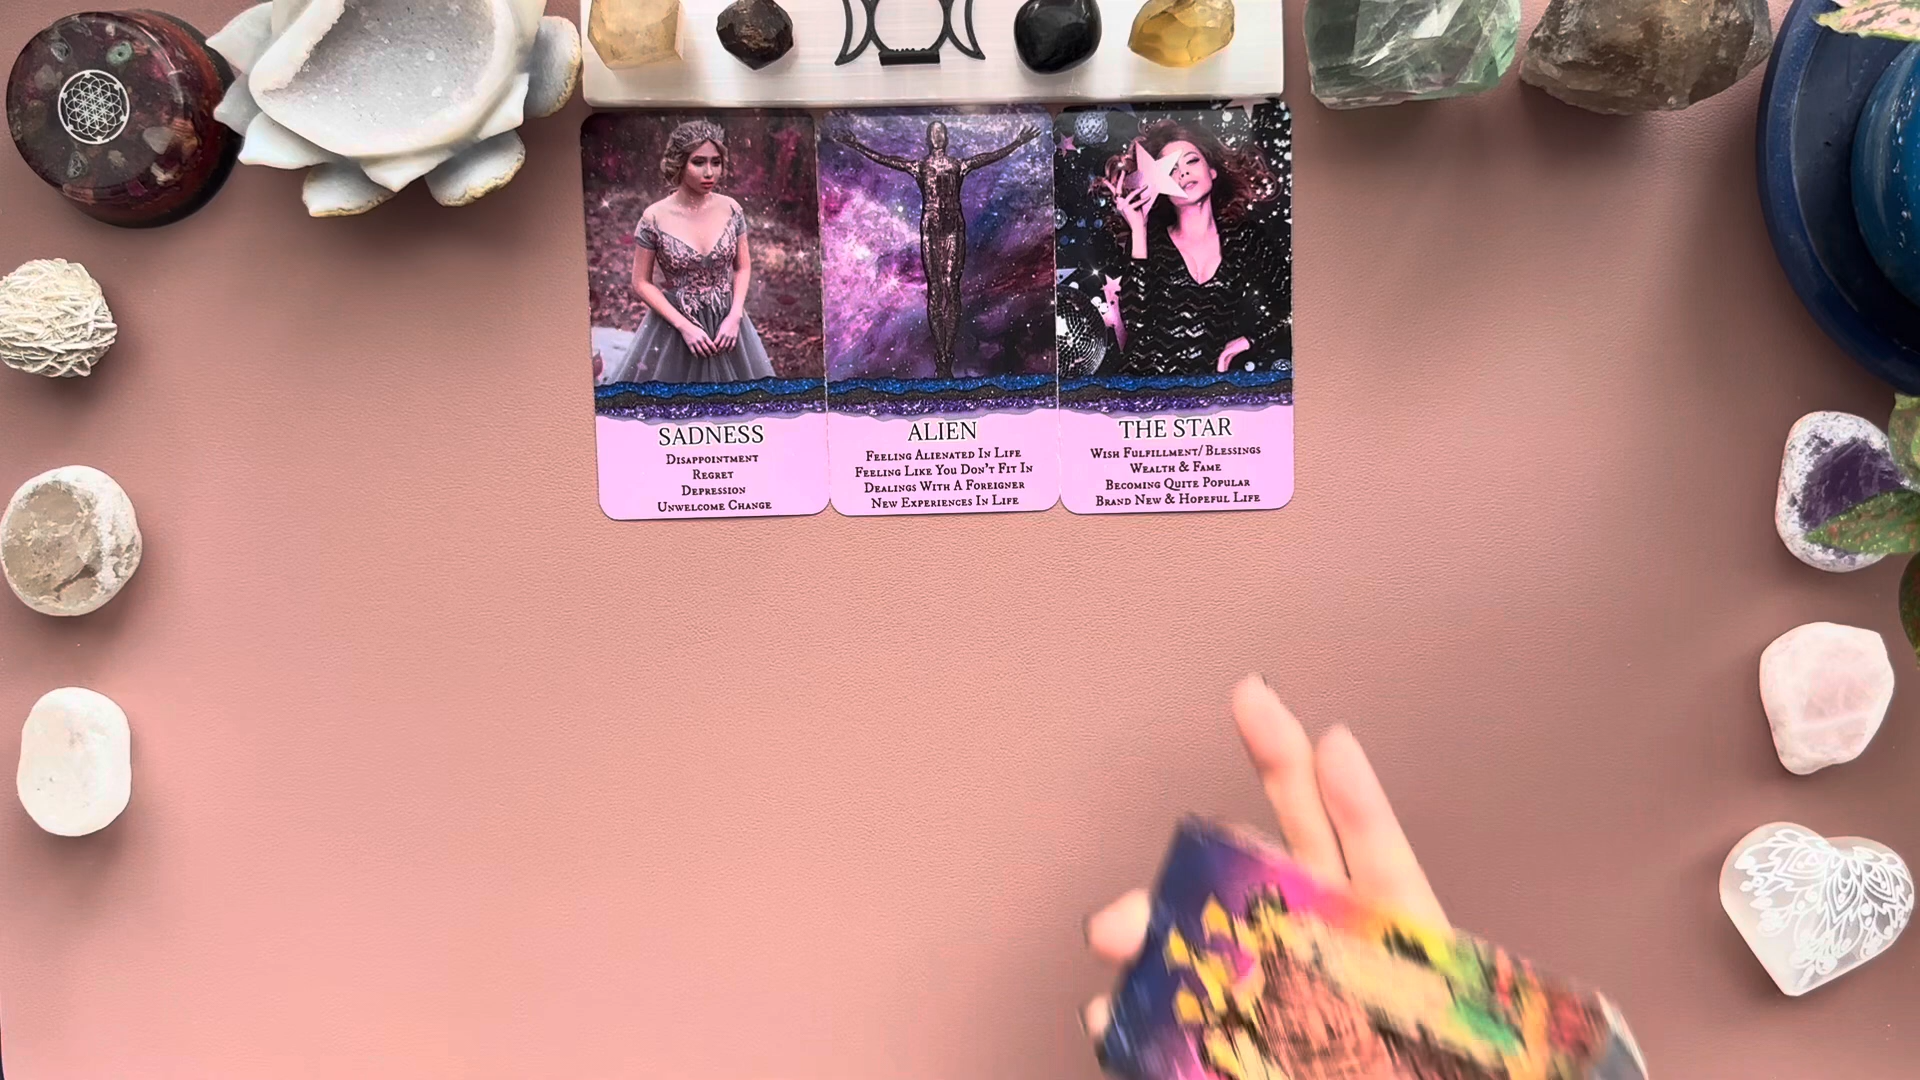 SADNESS
DISAPPOINTMENT
REGRET
DEPRESSION
UNWELCOME CHANGE
ALIEN
FEELING ALIENATED IN LIFE
FEELING LIKE YOU DON'T FIT IN
DEALINGS WITH A FOREIGNER
NEW EXPERIENCES IN LIFE
THE STAR
WISH FULFILLMENT/BLESSINGS
WEALTH & FAME
BECOMING QUITE POPULAR
BRAND NEW & HOPEFUL LIFE